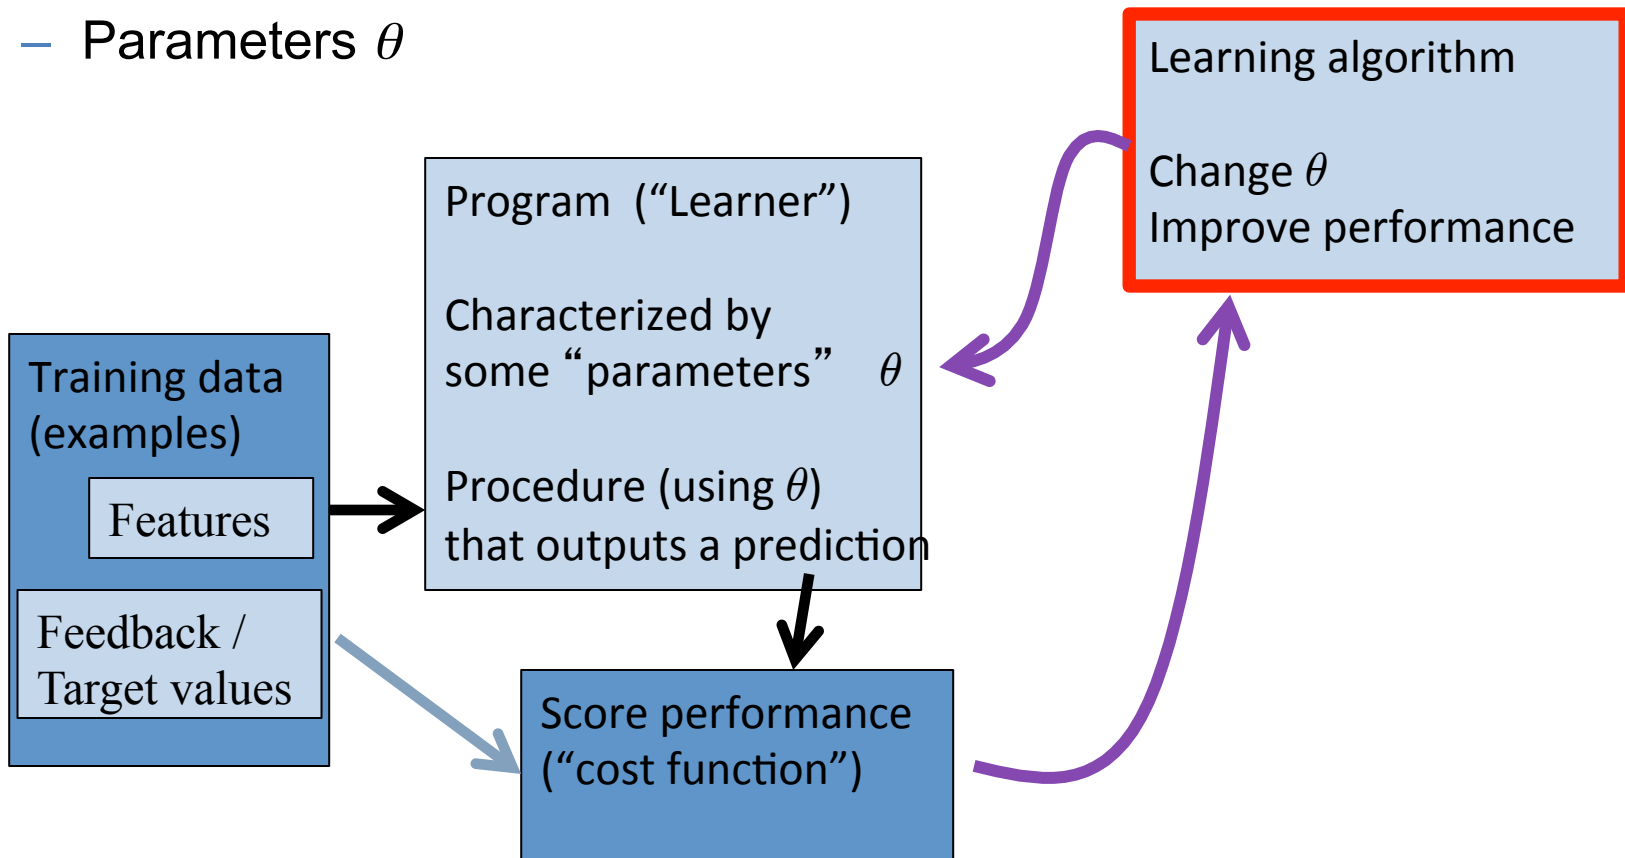 – Parameters θ
Learning algorithm
Change θ
Improve performance
Program (“Learner”)
Characterized by
some “parameters” θ
Procedure (using θ)
that outputs a prediction
Training data
(examples)
Features
Feedback /
Target values
Score performance
(“cost function”)